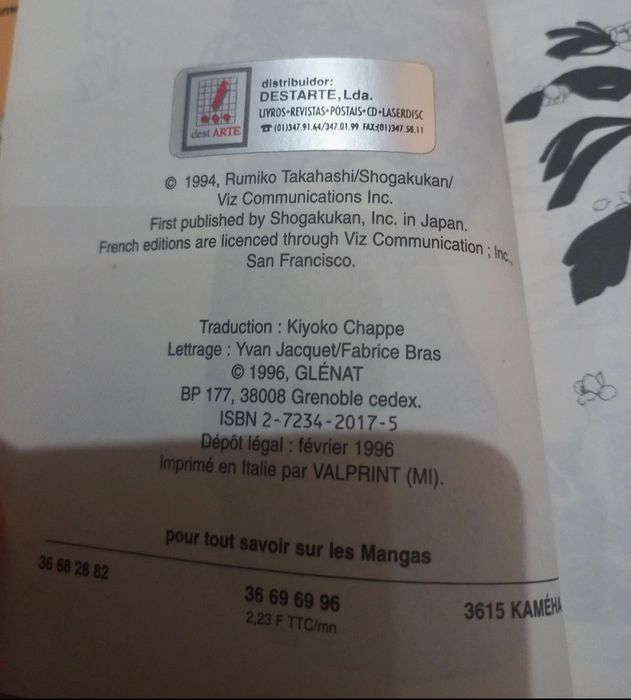 dest ARTE
distribuidor:
DESTARTE, Lda.
LIVROS•REVISTAS•POSTAIS•CD•LASERDISC
☎ (01)347.91.64/347.01.99 FAX:(01)347.58.11
© 1994, Rumiko Takahashi/Shogakukan/
Viz Communications Inc.
First published by Shogakukan, Inc. in Japan.
French editions are licenced through Viz Communication ; Inc.,
San Francisco.
Traduction : Kiyoko Chappe
Lettrage : Yvan Jacquet/Fabrice Bras
© 1996, GLÉNAT
BP 177, 38008 Grenoble cedex.
ISBN 2-7234-2017-5
Dépôt légal : février 1996
Imprimé en Italie par VALPRINT (MI).
pour tout savoir sur les Mangas
36 68 28 82
36 69 69 96
2,23 F TTC/mn
3615 KAMÉHA